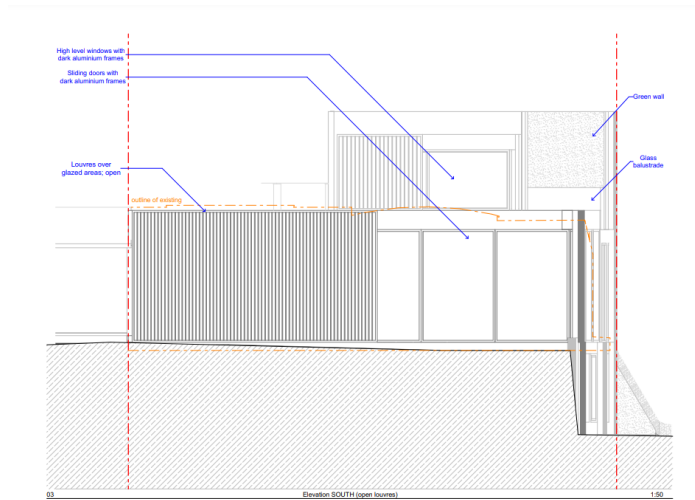 High level windows with
dark aluminium frames
Sliding doors with
dark aluminium frames
Green wall
Louvres over
glazed areas; open
Glass
balustrade
outline of existing
03
Elevation SOUTH (open louvres)
1:50